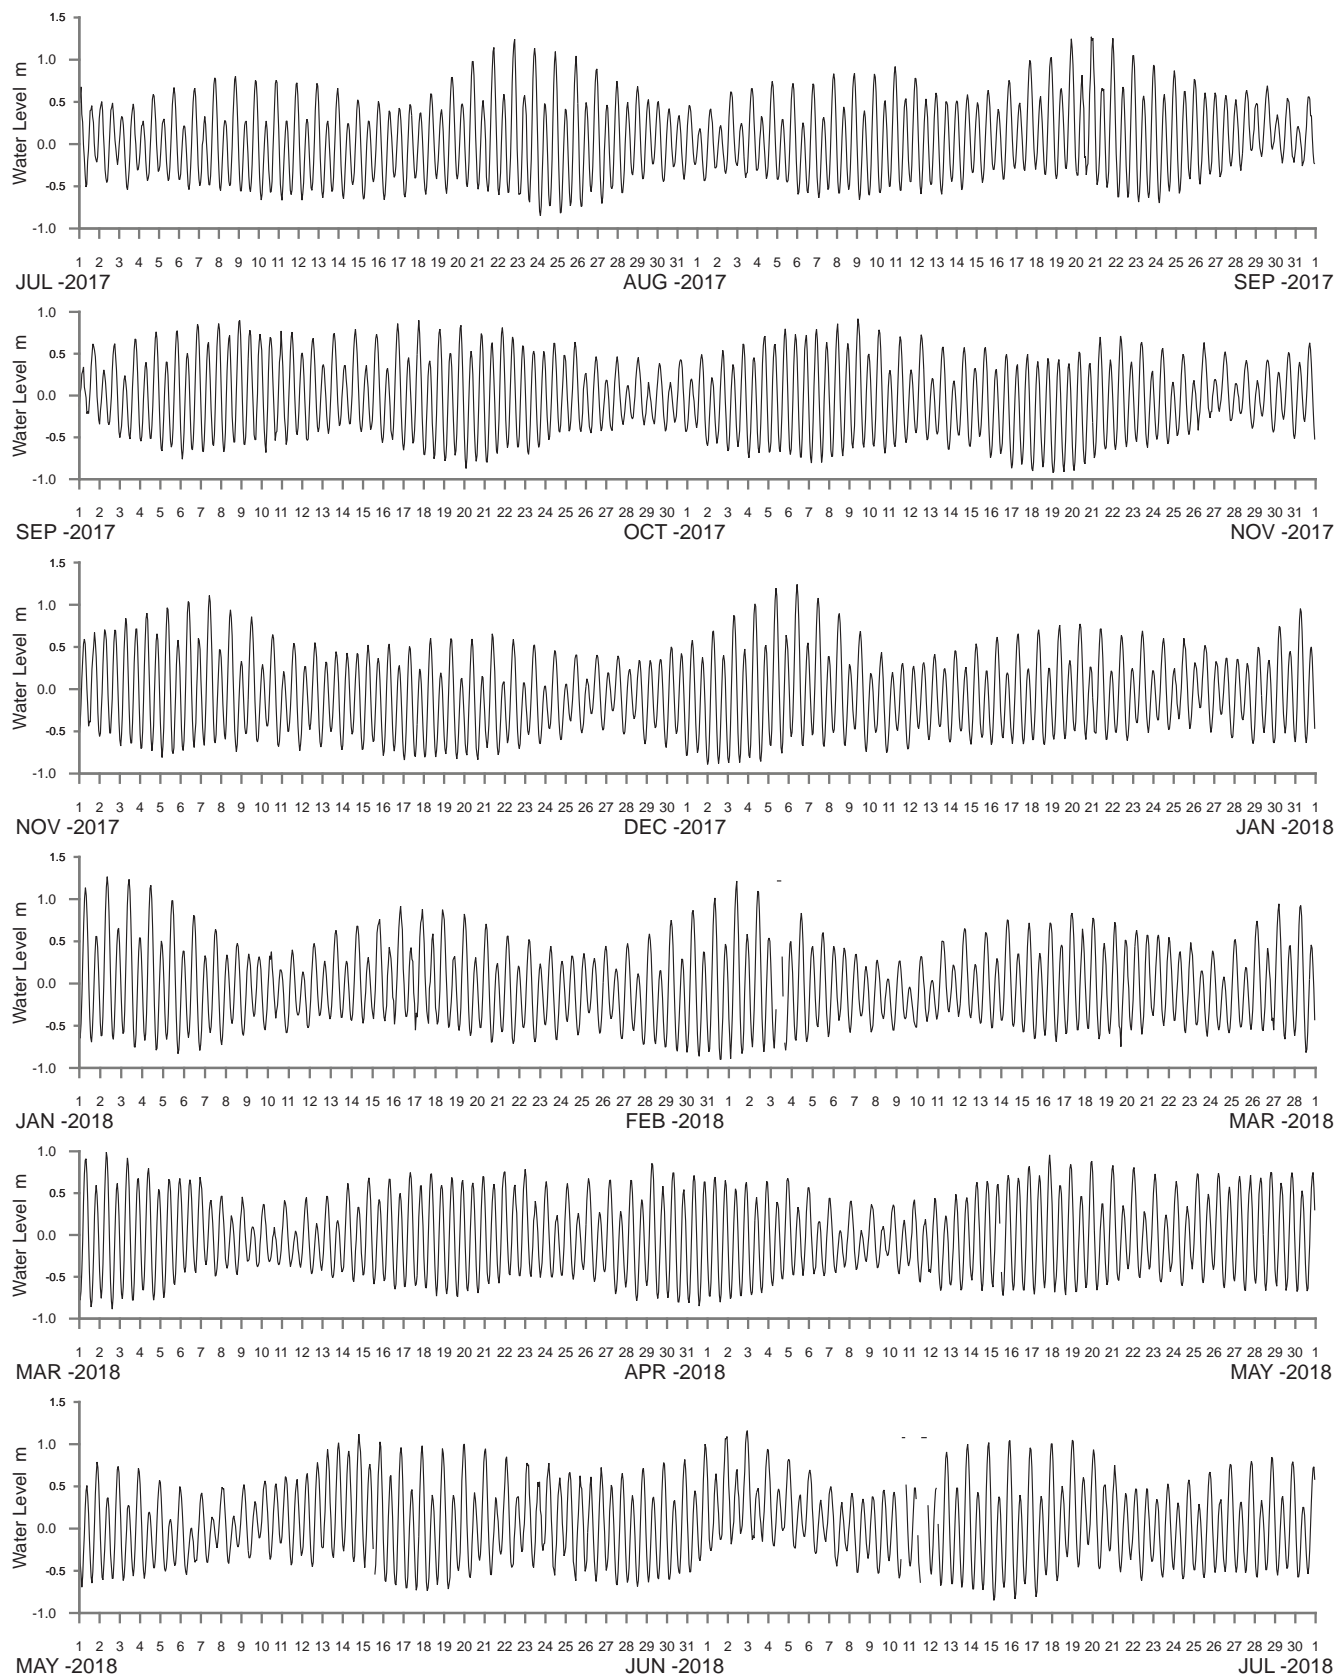 1.5
1.0
0.5
0.0
-0.5
-1.0
Water Level m
1 2 3 4 5 6 7 8 9 10 11 12 13 14 15 16 17 18 19 20 21 22 23 24 25 26 27 28 29 30 31 1 2 3 4 5 6 7 8 9 10 11 12 13 14 15 16 17 18 19 20 21 22 23 24 25 26 27 28 29 30 31 1
JUL -2017 AUG -2017 SEP -2017
1.0
0.5
0.0
-0.5
-1.0
Water Level m
1 2 3 4 5 6 7 8 9 10 11 12 13 14 15 16 17 18 19 20 21 22 23 24 25 26 27 28 29 30 1 2 3 4 5 6 7 8 9 10 11 12 13 14 15 16 17 18 19 20 21 22 23 24 25 26 27 28 29 30 31 1
SEP -2017 OCT -2017 NOV -2017
1.5
1.0
0.5
0.0
-0.5
-1.0
Water Level m
1 2 3 4 5 6 7 8 9 10 11 12 13 14 15 16 17 18 19 20 21 22 23 24 25 26 27 28 29 30 1 2 3 4 5 6 7 8 9 10 11 12 13 14 15 16 17 18 19 20 21 22 23 24 25 26 27 28 29 30 31 1
NOV -2017 DEC -2017 JAN -2018
1.5
1.0
0.5
0.0
-0.5
-1.0
Water Level m
1 2 3 4 5 6 7 8 9 10 11 12 13 14 15 16 17 18 19 20 21 22 23 24 25 26 27 28 29 30 31 1 2 3 4 5 6 7 8 9 10 11 12 13 14 15 16 17 18 19 20 21 22 23 24 25 26 27 28 1
JAN -2018 FEB -2018 MAR -2018
1.0
0.5
0.0
-0.5
-1.0
Water Level m
1 2 3 4 5 6 7 8 9 10 11 12 13 14 15 16 17 18 19 20 21 22 23 24 25 26 27 28 29 30 31 1 2 3 4 5 6 7 8 9 10 11 12 13 14 15 16 17 18 19 20 21 22 23 24 25 26 27 28 29 30 1
MAR -2018 APR -2018 MAY -2018
1.5
1.0
0.5
0.0
-0.5
-1.0
Water Level m
1 2 3 4 5 6 7 8 9 10 11 12 13 14 15 16 17 18 19 20 21 22 23 24 25 26 27 28 29 30 31 1 2 3 4 5 6 7 8 9 10 11 12 13 14 15 16 17 18 19 20 21 22 23 24 25 26 27 28 29 30 1
MAY -2018 JUN -2018 JUL -2018